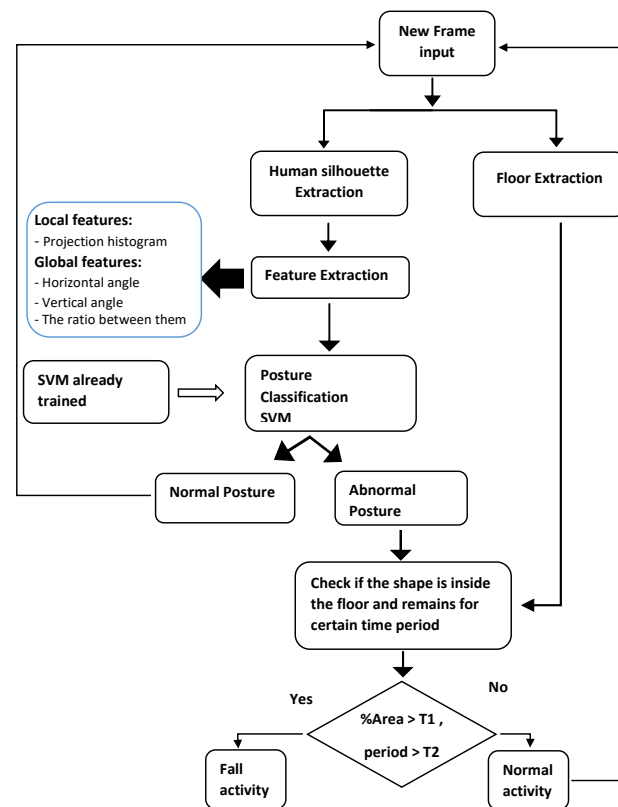 New Frame
input
Human silhouette
Extraction
Floor Extraction
Local features:
- Projection histogram
Global features:
- Horizontal angle
- Vertical angle
- The ratio between them
Feature Extraction
SVM already
trained
Posture
Classification
SVM
Normal Posture
Abnormal
Posture
Check if the shape is inside
the floor and remains for
certain time period
Yes
No
%Area > T1 ,
period > T2
Fall
activity
Normal
activity